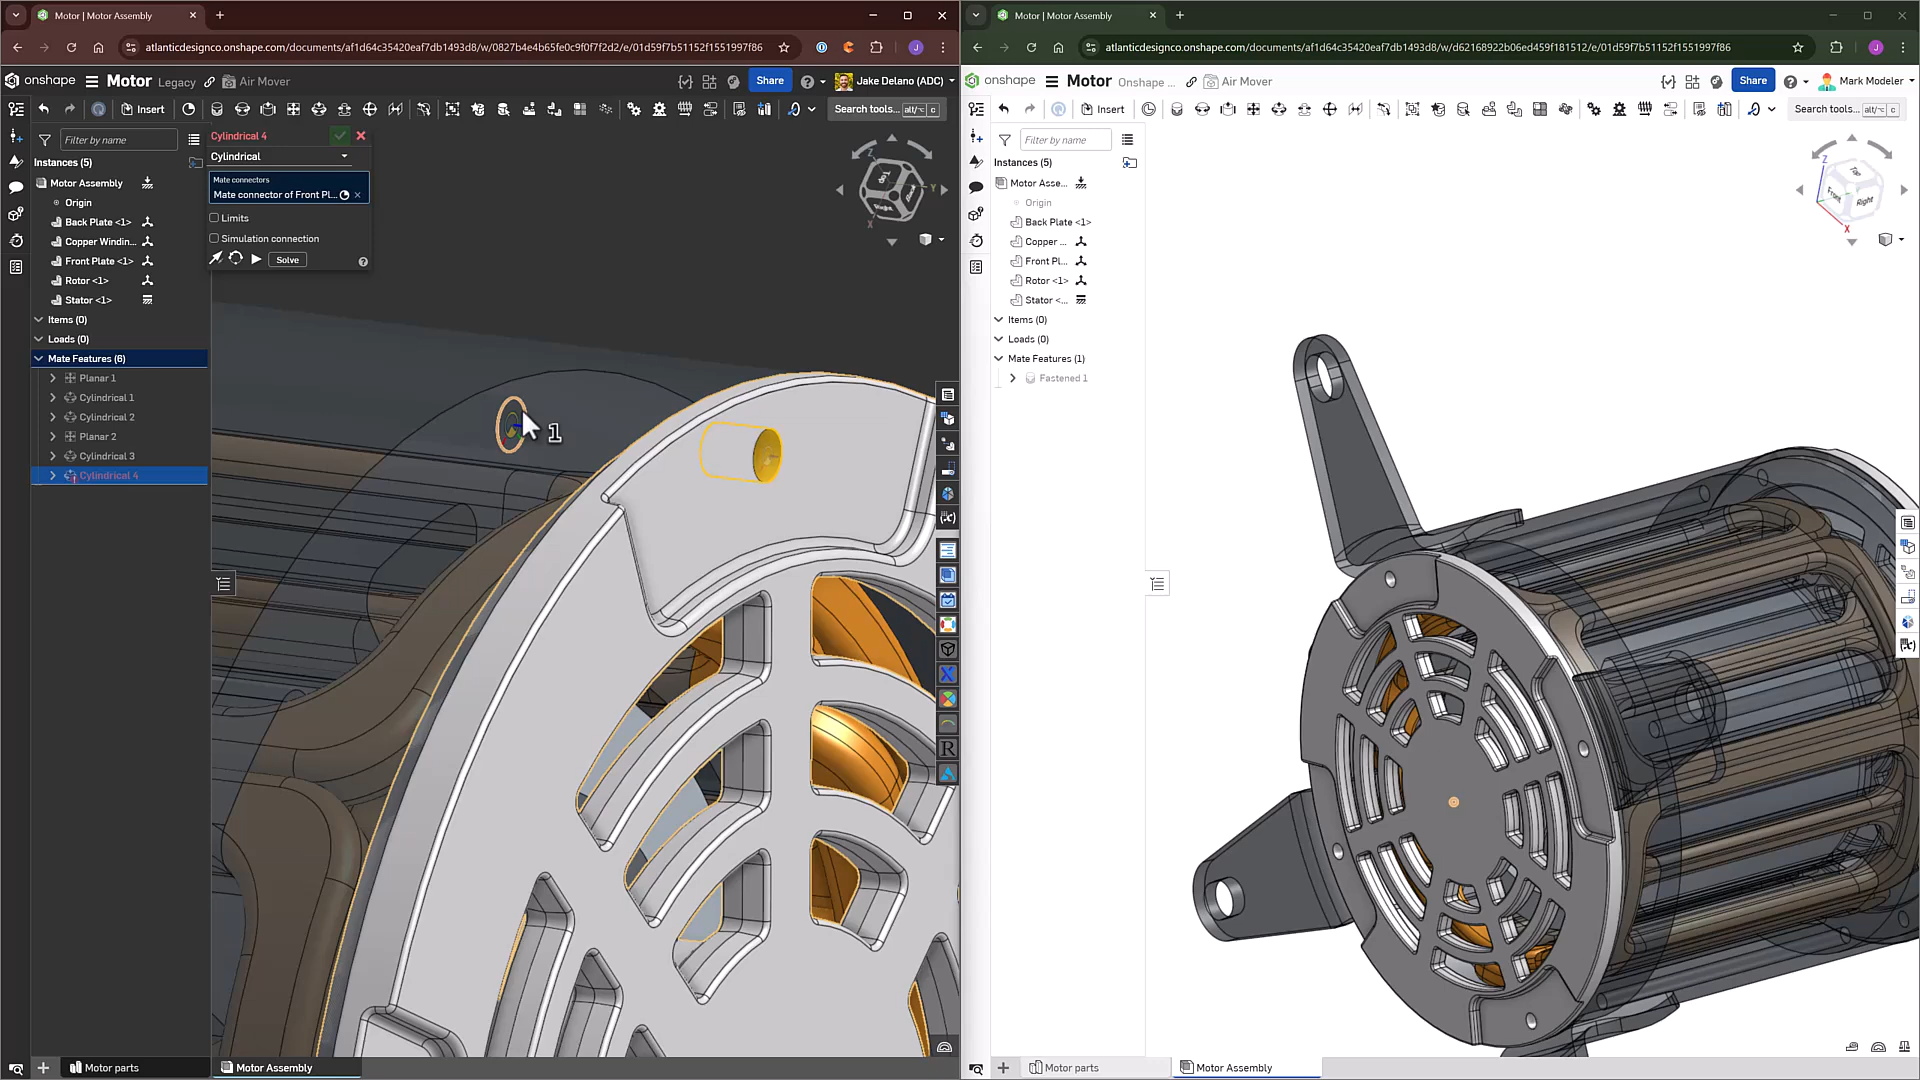 Motor | Motor Assembly
atlanticdesignco.onshape.com/documents/af1d64c35420eaf7db1493d8/w/0827b4e4b65fe0c9f0f7f2d2/e/01d59f7b51152f1551997f86
onshape
Motor
Legacy
Air Mover
Share
Jake Delano (ADC)
Insert
Search tools...
alt/⌥ c
Filter by name
Instances (5)
Motor Assembly
Origin
Back Plate <1>
Copper Windin...
Front Plate <1>
Rotor <1>
Stator <1>
Items (0)
Loads (0)
Mate Features (6)
Planar 1
Cylindrical 1
Cylindrical 2
Planar 2
Cylindrical 3
Cylindrical 4
Cylindrical 4
Cylindrical
Mate connectors
Mate connector of Front Pl...
Limits
Simulation connection
Solve
1
Top
Right
Z
Y
X
Motor parts
Motor Assembly
Motor | Motor Assembly
atlanticdesignco.onshape.com/documents/af1d64c35420eaf7db1493d8/w/d62168922b06ed459f181512/e/01d59f7b51152f1551997f86
onshape
Motor
Onshape ...
Air Mover
Share
Mark Modeler
Insert
Search tools...
alt/⌥ c
Filter by name
Instances (5)
Motor Asse...
Origin
Back Plate <1>
Copper ...
Front Pl...
Rotor <1>
Stator <...
Items (0)
Loads (0)
Mate Features (1)
Fastened 1
Top
Front
Right
Z
X
Motor parts
Motor Assembly